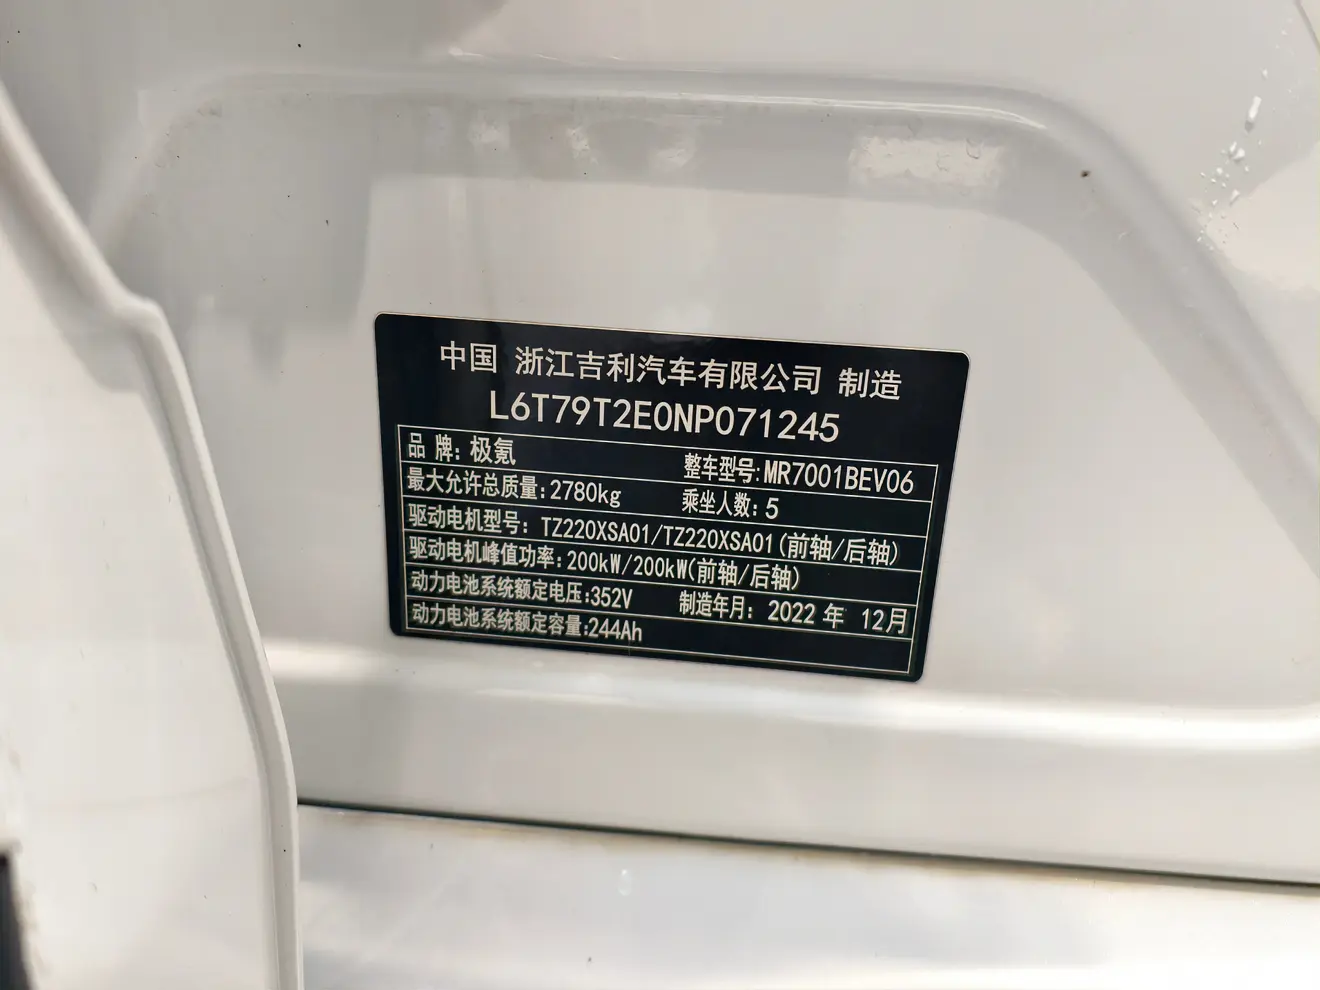 中国 浙江吉利汽车有限公司 制造
L6T79T2E0NP071245
品 牌: 极氪 整车型号:MR7001BEV06
最大允许总质量:2780kg 乘坐人数: 5
驱动电机型号: TZ220XSA01/TZ220XSA01(前轴/后轴)
驱动电机峰值功率:200kW/200kW(前轴/后轴)
动力电池系统额定电压:352V 制造年月: 2022 年 12月
动力电池系统额定容量:244Ah